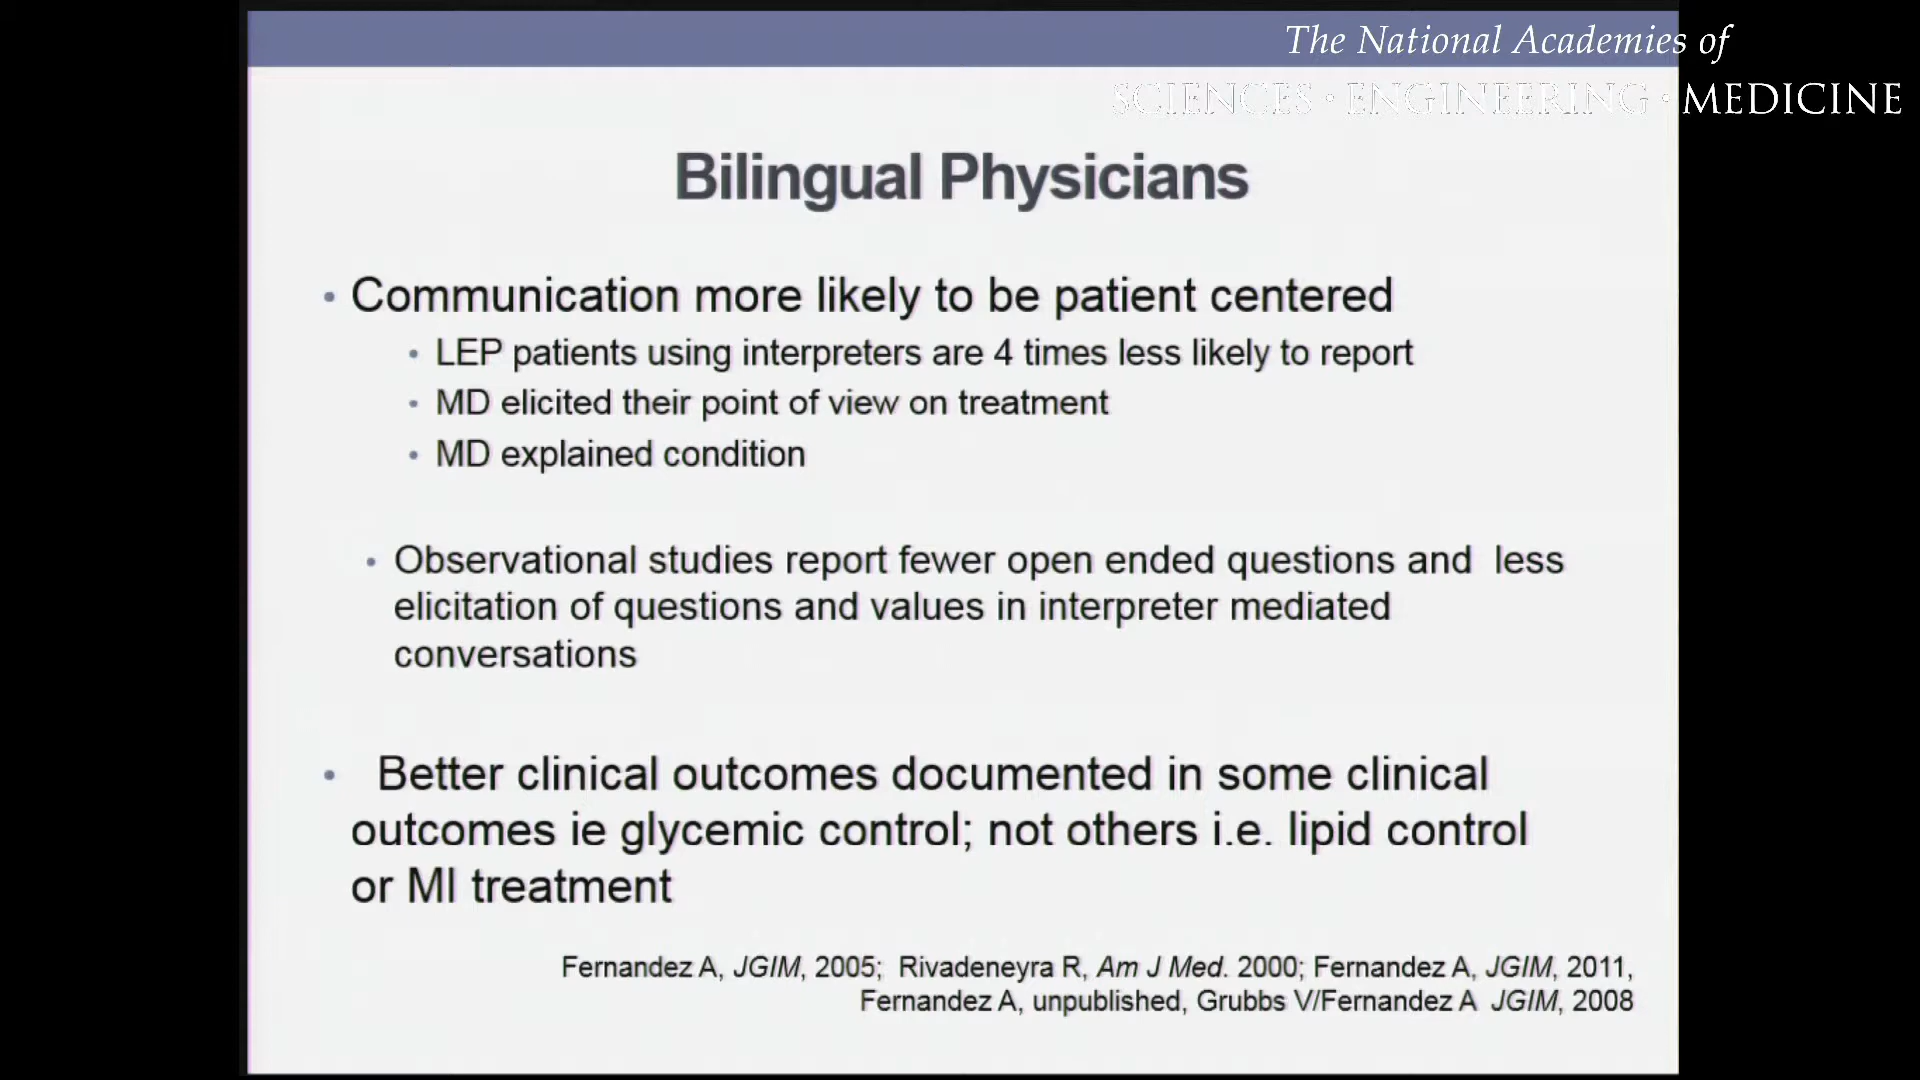 The National Academies of
SCIENCES · ENGINEERING · MEDICINE
Bilingual Physicians
• Communication more likely to be patient centered
• LEP patients using interpreters are 4 times less likely to report
• MD elicited their point of view on treatment
• MD explained condition
• Observational studies report fewer open ended questions and less
elicitation of questions and values in interpreter mediated
conversations
• Better clinical outcomes documented in some clinical
outcomes ie glycemic control; not others i.e. lipid control
or MI treatment
Fernandez A, JGIM, 2005; Rivadeneyra R, Am J Med. 2000; Fernandez A, JGIM, 2011,
Fernandez A, unpublished, Grubbs V/Fernandez A JGIM, 2008